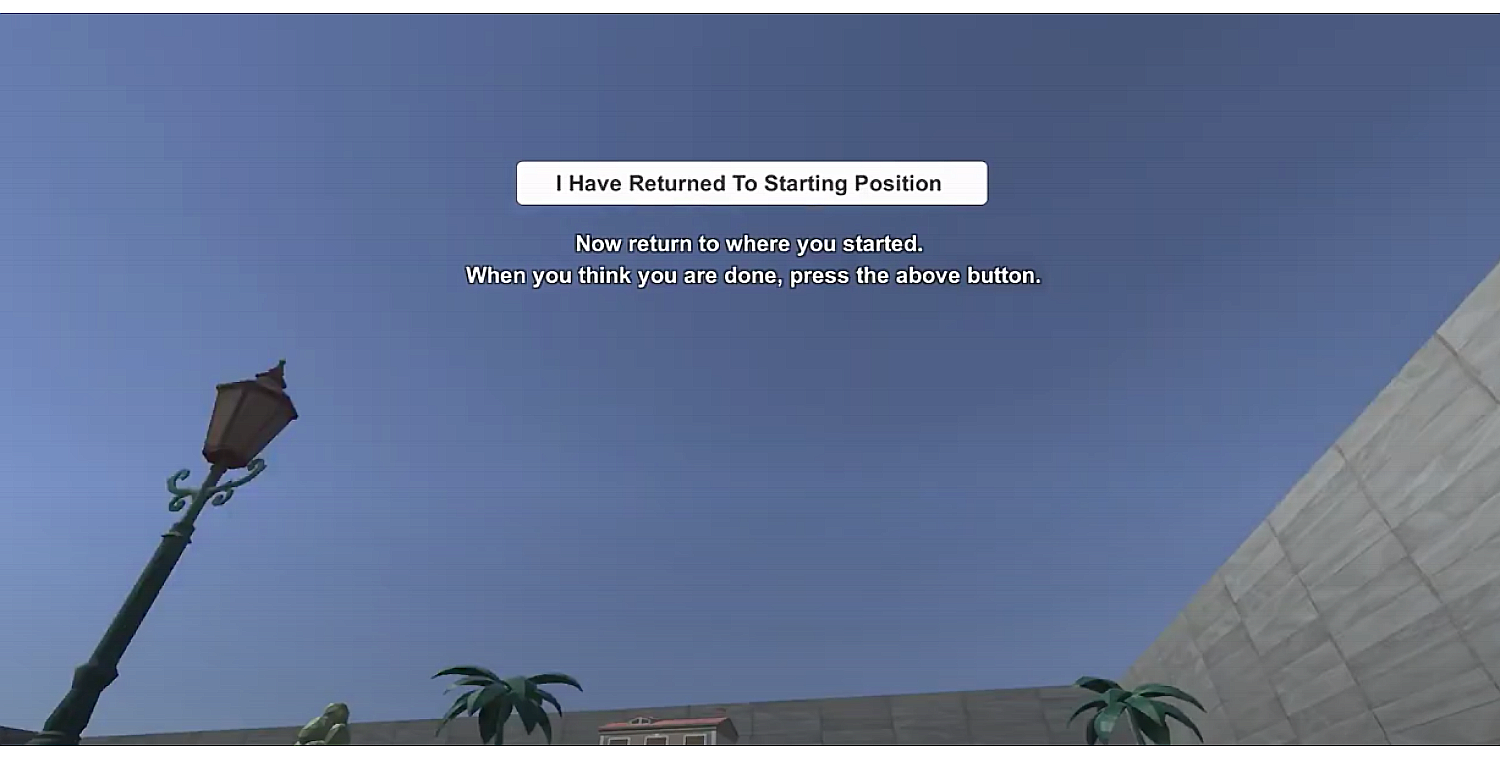 I Have Returned To Starting Position
Now return to where you started.
When you think you are done, press the above button.